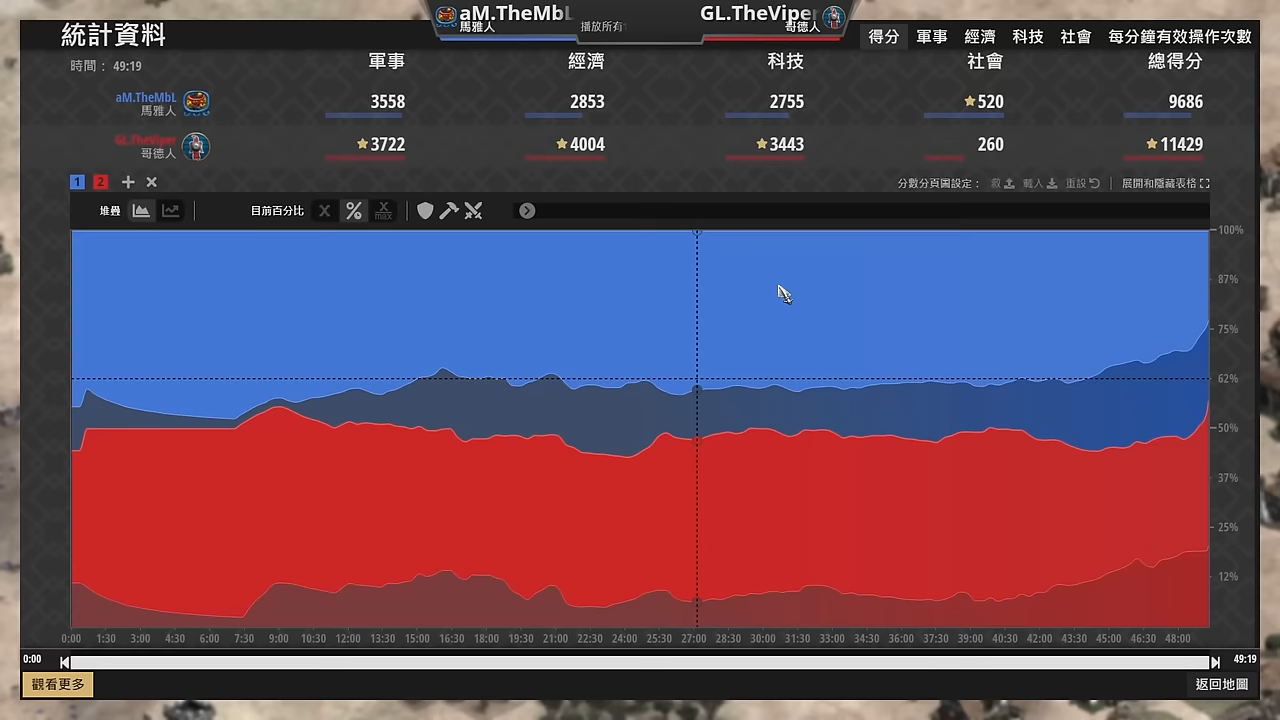 aM.TheMbL
馬雅人
播放所有
GL.TheViper
哥德人
統計資料
得分 軍事 經濟 科技 社會 每分鐘有效操作次數
時間： 49:19
軍事 經濟 科技 社會 總得分
aM.TheMbL
馬雅人
3558 2853 2755 520 9686
GL.TheViper
哥德人
3722 4004 3443 260 11429
1 2
分數分頁圖設定： 載入 重設 展開和隱藏表格
堆疊 目前百分比 X % X max
100%
87%
75%
62%
50%
37%
25%
12%
0:00 1:30 3:00 4:30 6:00 7:30 9:00 10:30 12:00 13:30 15:00 16:30 18:00 19:30 21:00 22:30 24:00 25:30 27:00 28:30 30:00 31:30 33:00 34:30 36:00 37:30 39:00 40:30 42:00 43:30 45:00 46:30 48:00
0:00 49:19
觀看更多 返回地圖